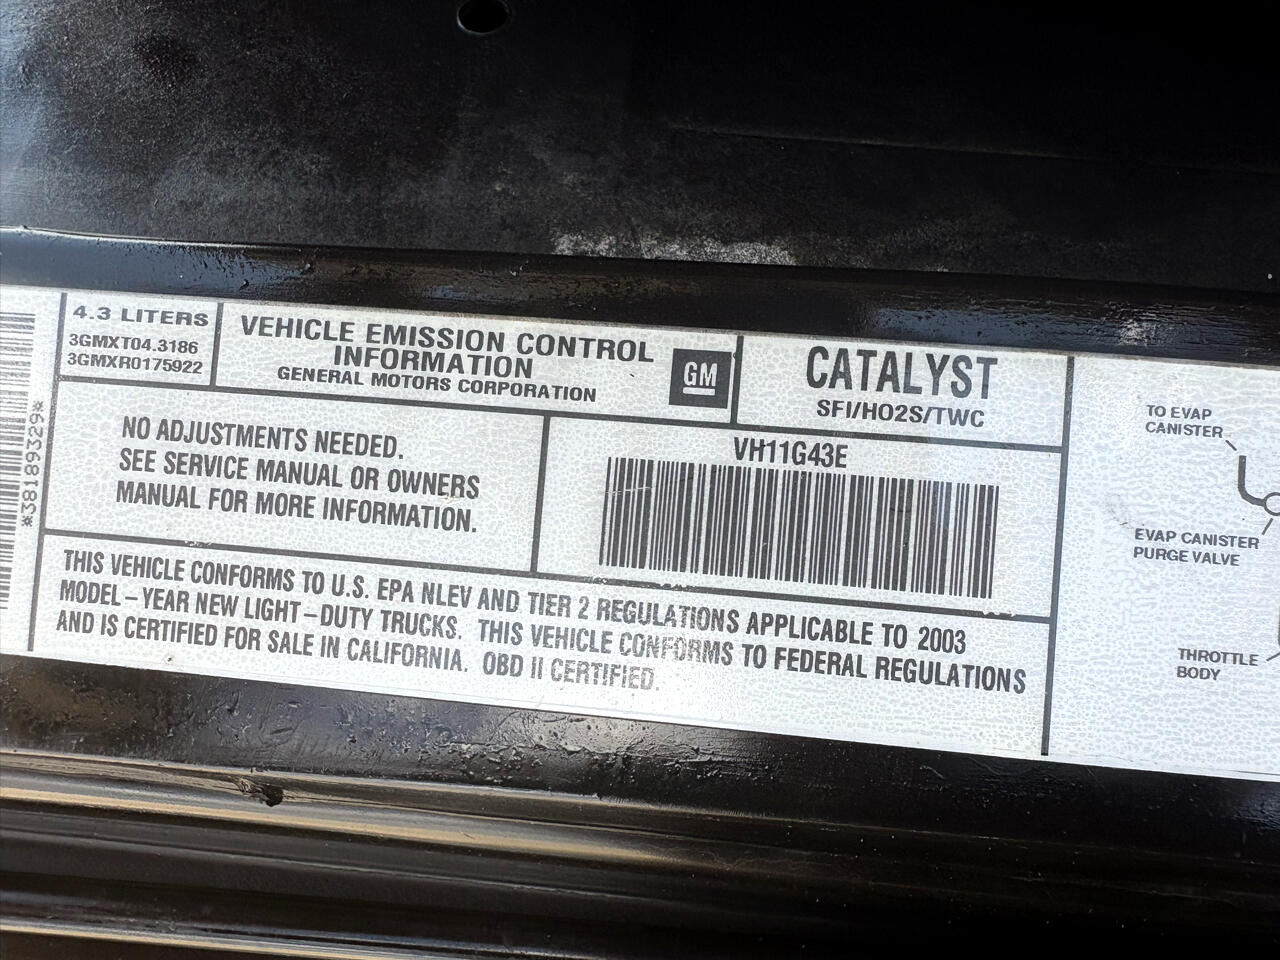 *38189329*
4.3 LITERS
3GMXT04.3186
3GMXR0175922
VEHICLE EMISSION CONTROL
INFORMATION
GENERAL MOTORS CORPORATION
GM
CATALYST
SFI/HO2S/TWC
NO ADJUSTMENTS NEEDED.
SEE SERVICE MANUAL OR OWNERS
MANUAL FOR MORE INFORMATION.
VH11G43E
THIS VEHICLE CONFORMS TO U.S. EPA NLEV AND TIER 2 REGULATIONS APPLICABLE TO 2003
MODEL-YEAR NEW LIGHT-DUTY TRUCKS. THIS VEHICLE CONFORMS TO FEDERAL REGULATIONS
AND IS CERTIFIED FOR SALE IN CALIFORNIA. OBD II CERTIFIED.
TO EVAP
CANISTER
EVAP CANISTER
PURGE VALVE
THROTTLE
BODY